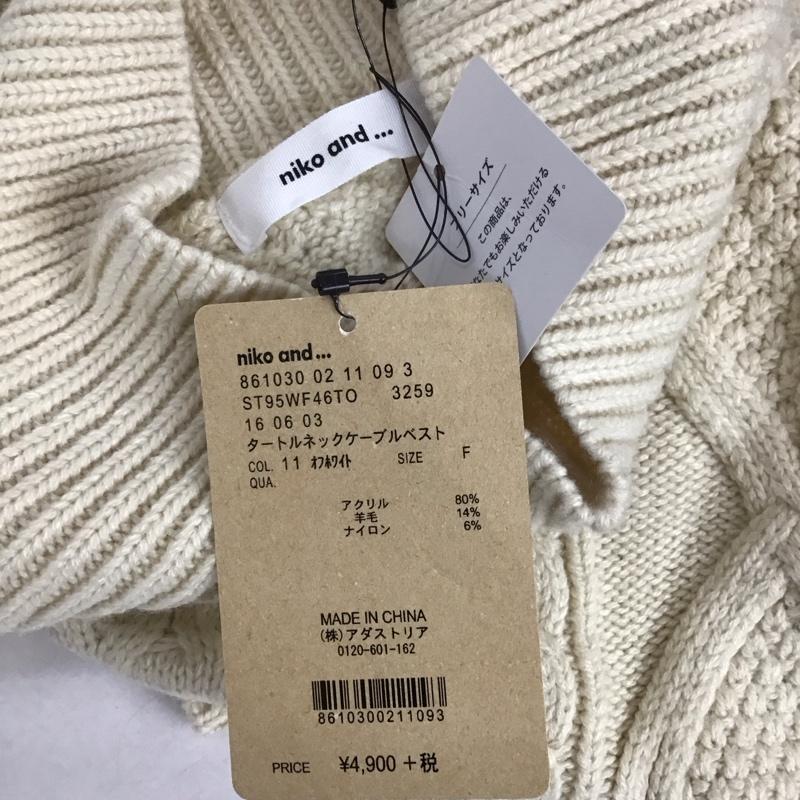 niko and ...
フリーサイズ
この商品は、
なたでもお楽しみいただける
サイズとなっております。
niko and ...
861030 02 11 09 3
ST95WF46TO 3259
16 06 03
タートルネックケーブルベスト
COL. 11 ｵﾌﾎﾜｲﾄ SIZE F
QUA.
アクリル 80%
羊毛 14%
ナイロン 6%
MADE IN CHINA
(株)アダストリア
0120-601-162
8610300211093
PRICE ¥4,900 +税